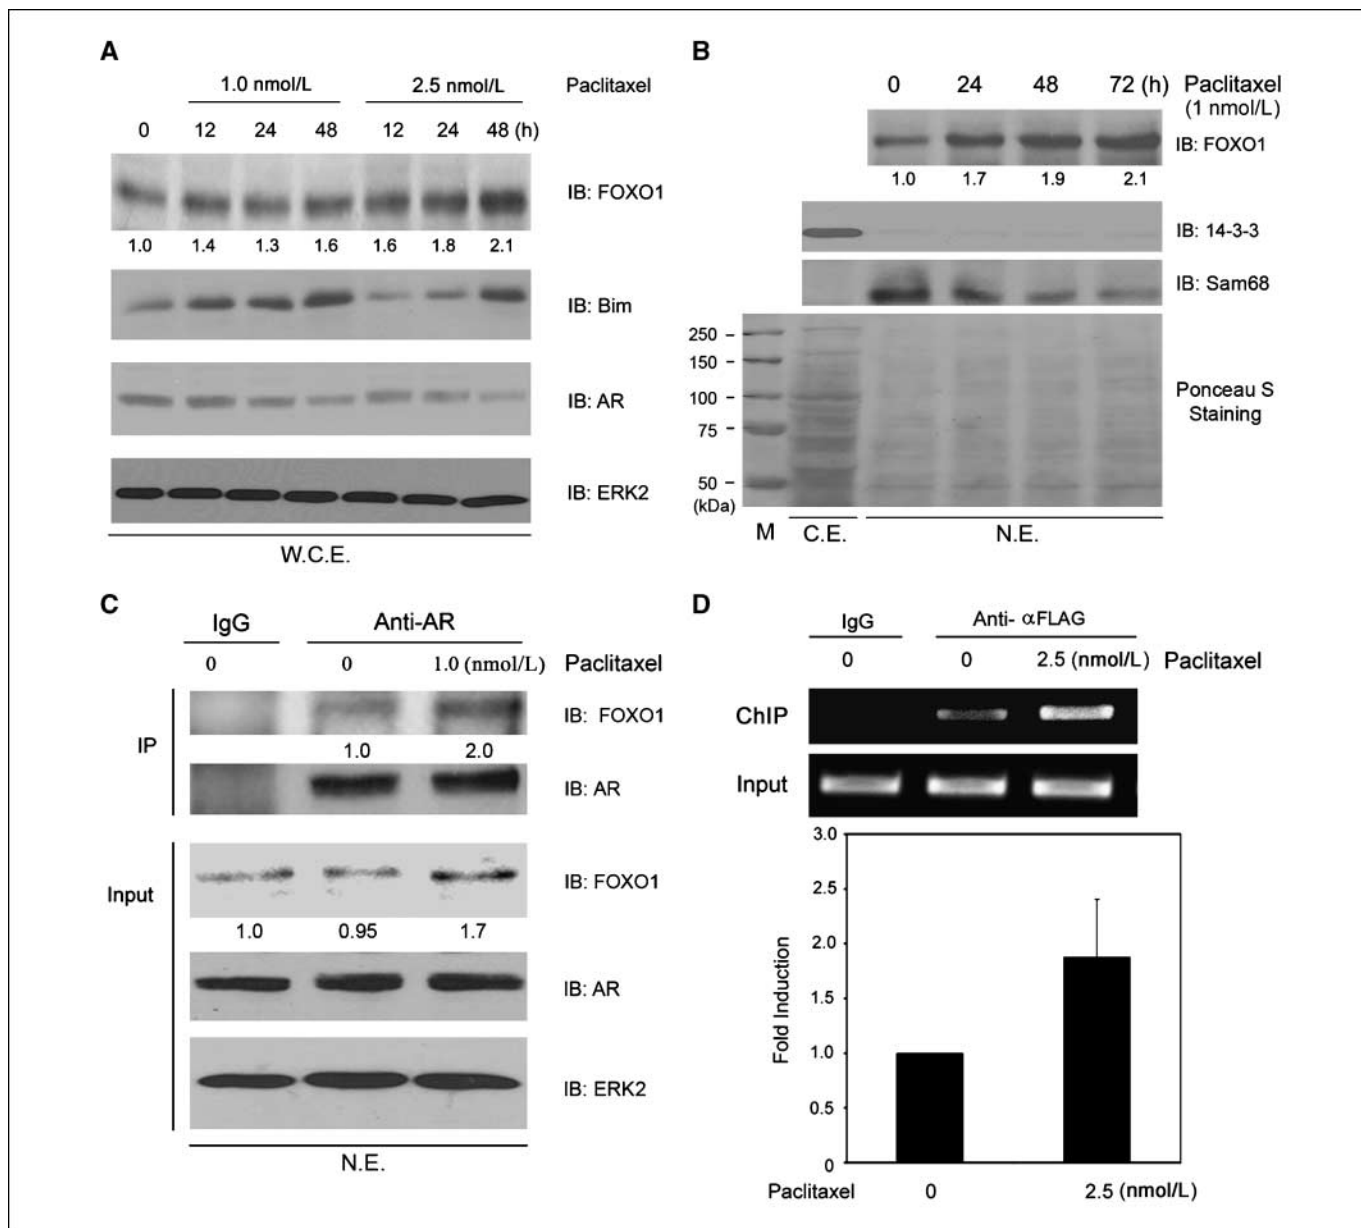 A
1.0 nmol/L 2.5 nmol/L Paclitaxel
0 12 24 48 12 24 48 (h)
IB: FOXO1
1.0 1.4 1.3 1.6 1.6 1.8 2.1
IB: Bim
IB: AR
IB: ERK2
W.C.E.
B
0 24 48 72 (h) Paclitaxel
(1 nmol/L)
IB: FOXO1
1.0 1.7 1.9 2.1
IB: 14-3-3
IB: Sam68
250 –
150 –
100 –
75 –
50 –
(kDa)
Ponceau S
Staining
M C.E. N.E.
C
IgG Anti-AR
0 0 1.0 (nmol/L) Paclitaxel
IP
IB: FOXO1
1.0 2.0
IB: AR
Input
IB: FOXO1
1.0 0.95 1.7
IB: AR
IB: ERK2
N.E.
D
IgG Anti- αFLAG
0 0 2.5 (nmol/L) Paclitaxel
ChIP
Input
Fold Induction
3.0
2.5
2.0
1.5
1.0
0.5
0
Paclitaxel 0 2.5 (nmol/L)